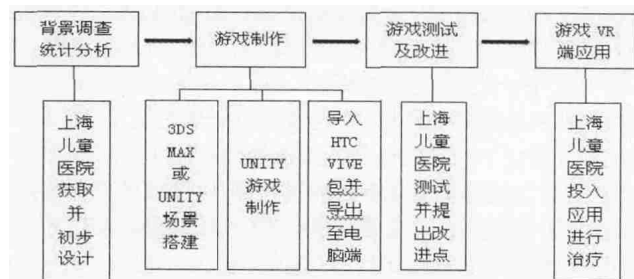 背景调查
统计分析
游戏制作
游戏测试
及改进
游戏 VR
端应用
上海
儿童
医院
获取
并
初步
设计
3DS
MAX
或
UNITY
场景
搭建
UNITY
游戏
制作
导入
HTC
VIVE
包并
导出
至电
脑端
上海
儿童
医院
测试
并提
出改
进点
上海
儿童
医院
投入
应用
进行
治疗